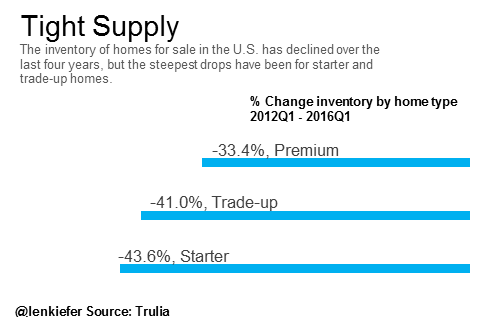 Tight Supply
The inventory of homes for sale in the U.S. has declined over the
last four years, but the steepest drops have been for starter and
trade-up homes.
% Change inventory by home type
2012Q1 - 2016Q1
-33.4%, Premium
-41.0%, Trade-up
-43.6%, Starter
@lenkiefer Source: Trulia